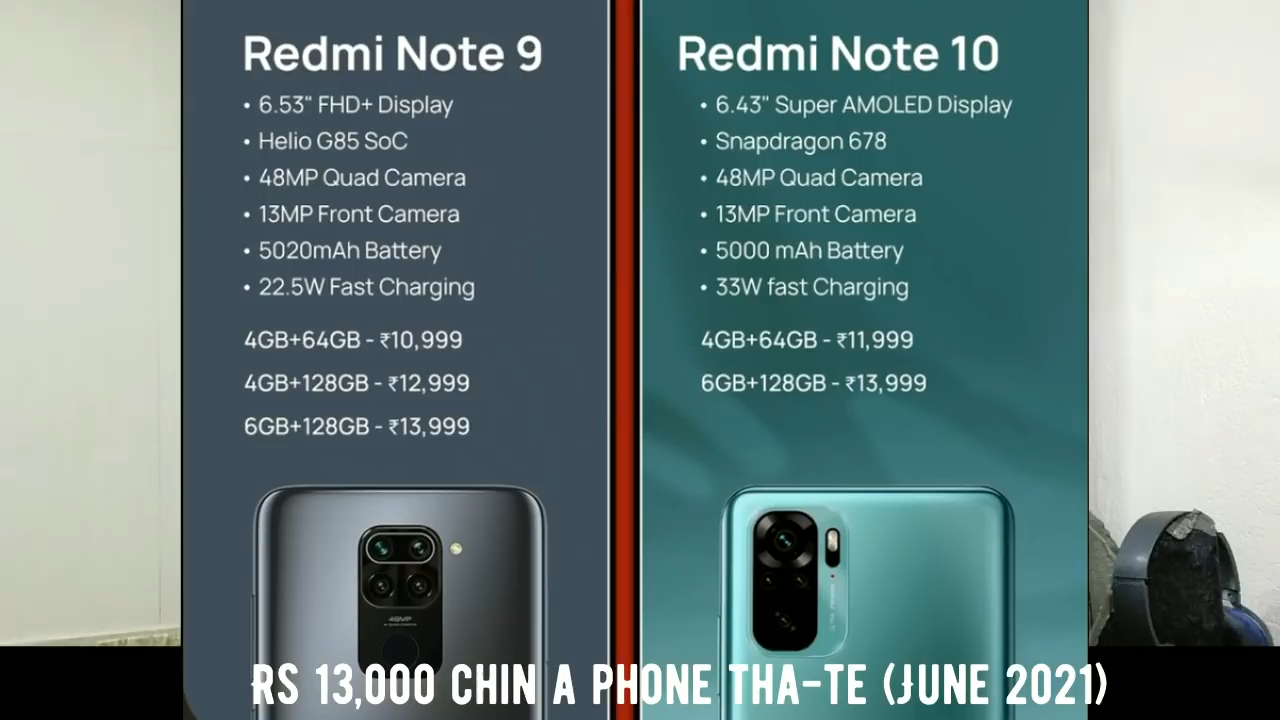 Redmi Note 9
• 6.53" FHD+ Display
• Helio G85 SoC
• 48MP Quad Camera
• 13MP Front Camera
• 5020mAh Battery
• 22.5W Fast Charging
4GB+64GB - ₹10,999
4GB+128GB - ₹12,999
6GB+128GB - ₹13,999
48MP
Redmi Note 10
• 6.43" Super AMOLED Display
• Snapdragon 678
• 48MP Quad Camera
• 13MP Front Camera
• 5000 mAh Battery
• 33W fast Charging
4GB+64GB - ₹11,999
6GB+128GB - ₹13,999
RS 13,000 CHIN A PHONE THA-TE (JUNE 2021)